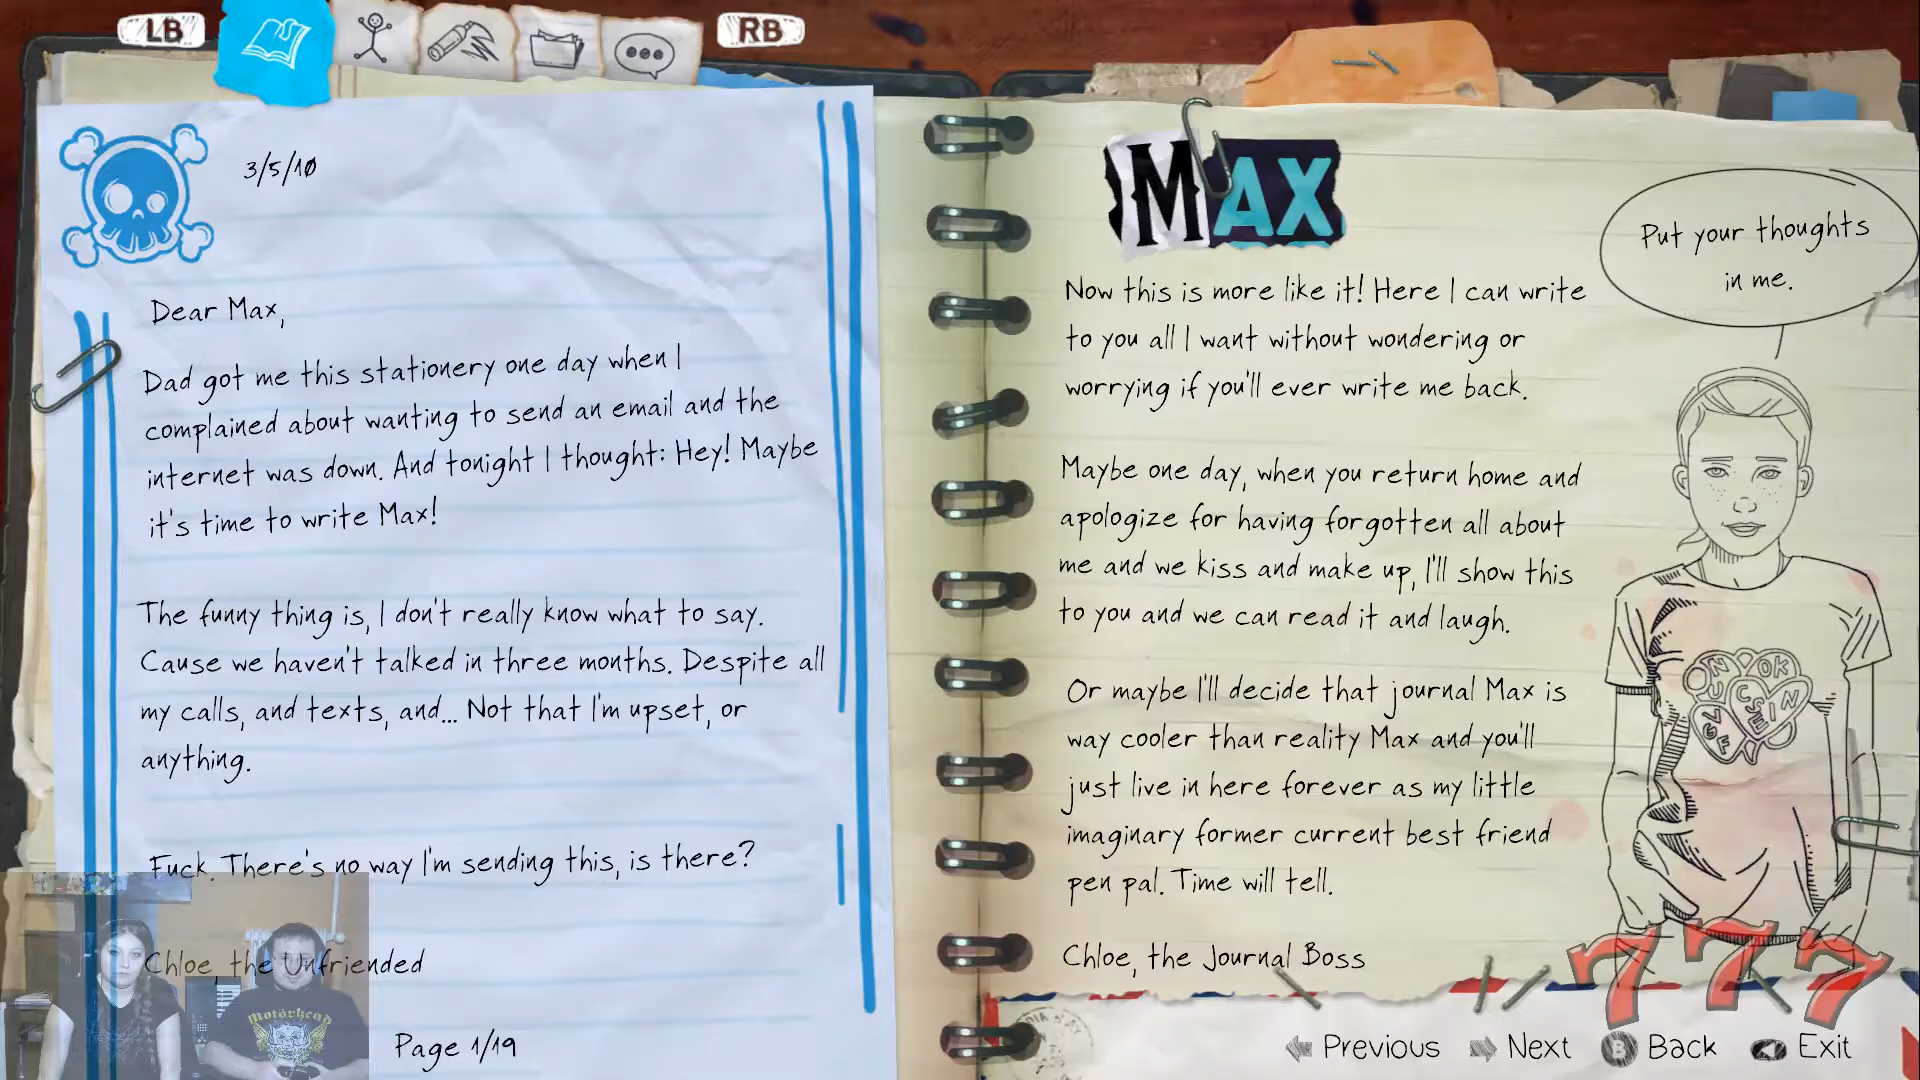 LB
RB
3/5/10
Dear Max,
Dad got me this stationery one day when I
complained about wanting to send an email and the
internet was down. And tonight I thought: Hey! Maybe
it's time to write Max!
The funny thing is, I don't really know what to say.
Cause we haven't talked in three months. Despite all
my calls, and texts, and... Not that I'm upset, or
anything.
Fuck. There's no way I'm sending this, is there?
Chloe the Unfriended
Motörhead
Page 1/19
MAX
Put your thoughts
in me.
Now this is more like it! Here I can write
to you all I want without wondering or
worrying if you'll ever write me back.
Maybe one day, when you return home and
apologize for having forgotten all about
me and we kiss and make up, I'll show this
to you and we can read it and laugh.
Or maybe I'll decide that journal Max is
way cooler than reality Max and you'll
just live in here forever as my little
imaginary former current best friend
pen pal. Time will tell.
Chloe, the Journal Boss
777
Previous Next B Back Exit